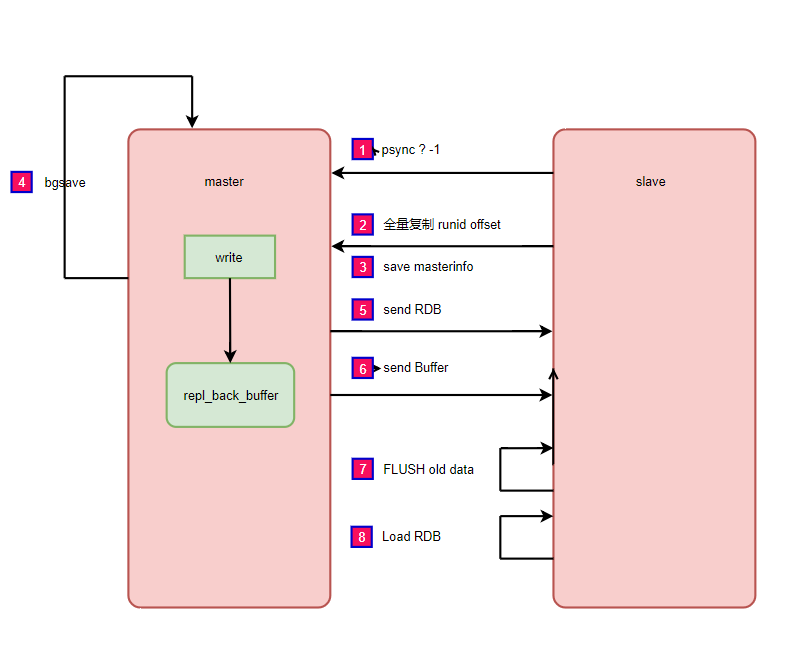 1 psync ? -1
4 bgsave
master
slave
2 全量复制 runid offset
write
3 save masterinfo
5 send RDB
6 send Buffer
repl_back_buffer
7 FLUSH old data
8 Load RDB